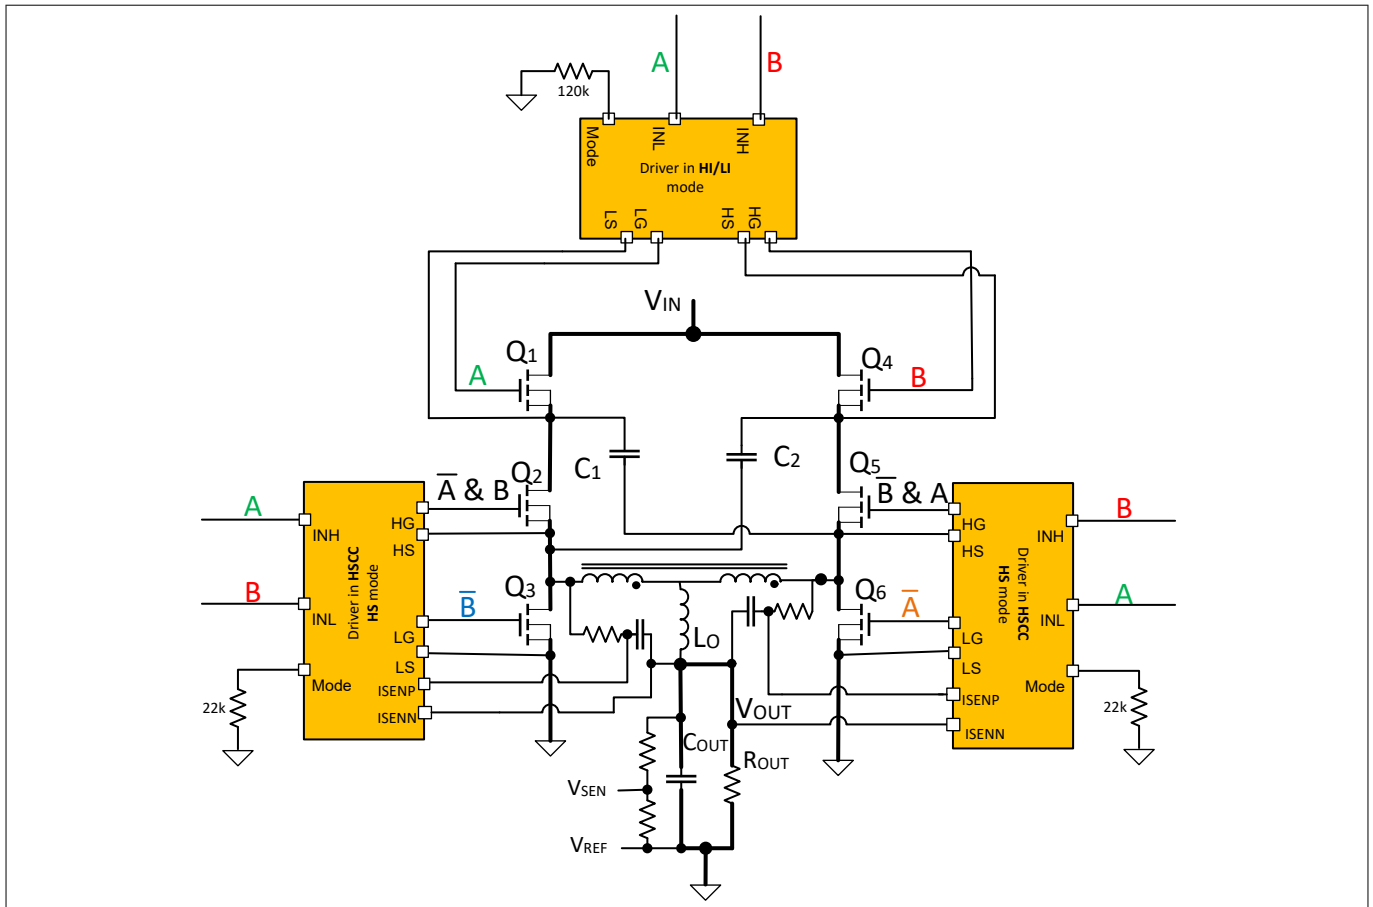 A
B
120k
Mode
INL
INH
Driver in HI/LI
mode
LS
LG
HS
HG
VIN
Q1
Q4
A
B
C1
C2
Q2
Q5
A̅ & B
B̅ & A
A
INH
HG
HS
B
INL
Driver in HSCC
HS mode
B̅
LG
LS
Mode
ISENP
ISENN
22k
Q3
Q6
A̅
LO
HG
HS
INH
B
Driver in HSCC
HS mode
INL
A
LG
LS
Mode
ISENP
ISENN
22k
VOUT
COUT
ROUT
VSEN
VREF